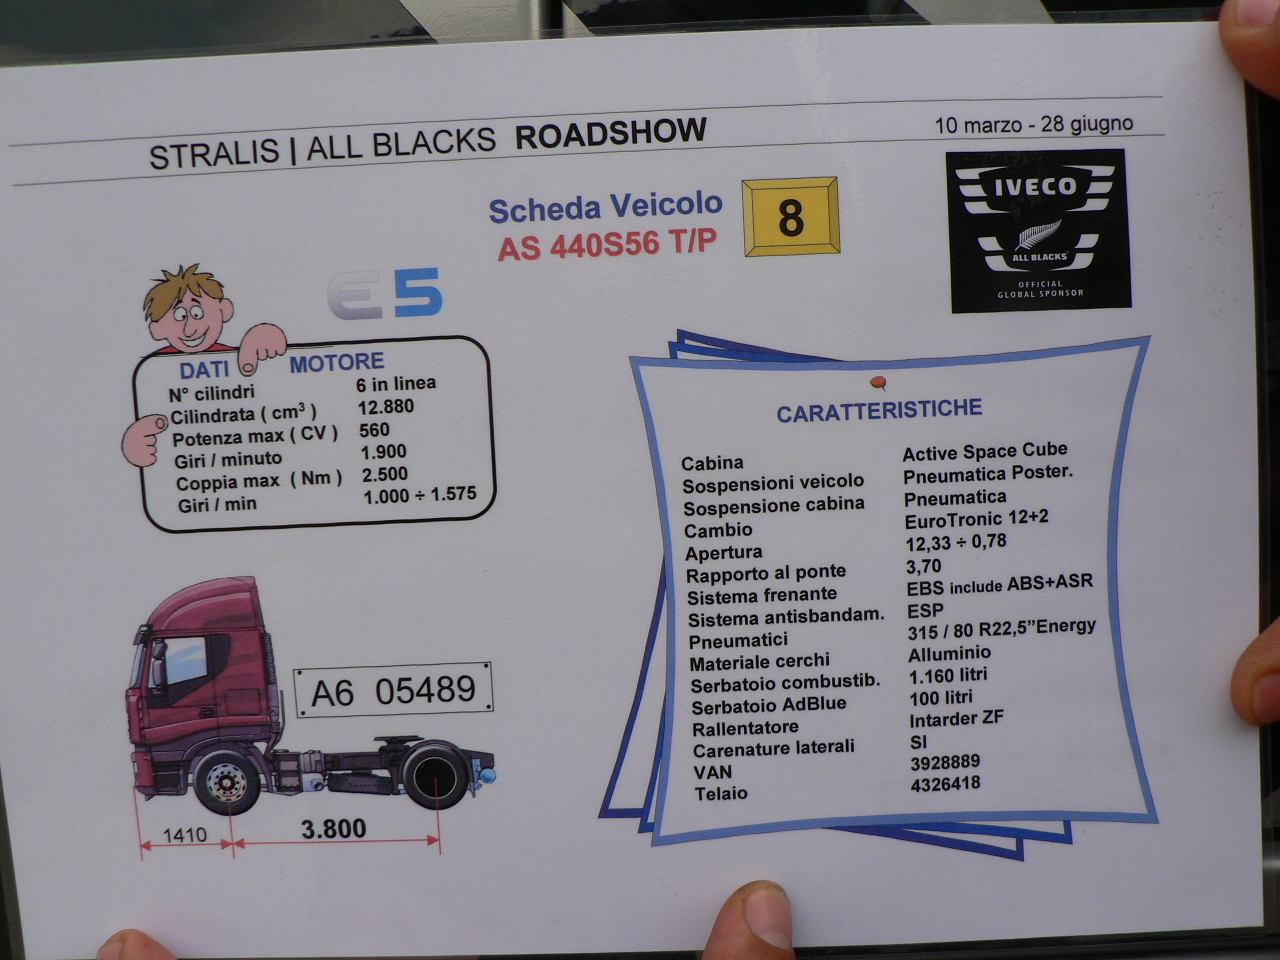 STRALIS | ALL BLACKS ROADSHOW
10 marzo - 28 giugno
Scheda Veicolo
AS 440S56 T/P
8
IVECO
ALL BLACKS
OFFICIAL
GLOBAL SPONSOR
E5
DATI MOTORE
N° cilindri 6 in linea
Cilindrata ( cm³ ) 12.880
Potenza max ( CV ) 560
Giri / minuto 1.900
Coppia max ( Nm ) 2.500
Giri / min 1.000 ÷ 1.575
CARATTERISTICHE
Cabina Active Space Cube
Sospensioni veicolo Pneumatica Poster.
Sospensione cabina Pneumatica
Cambio EuroTronic 12+2
Apertura 12,33 ÷ 0,78
Rapporto al ponte 3,70
Sistema frenante EBS include ABS+ASR
Sistema antisbandam. ESP
Pneumatici 315 / 80 R22,5”Energy
Materiale cerchi Alluminio
Serbatoio combustib. 1.160 litri
Serbatoio AdBlue 100 litri
Rallentatore Intarder ZF
Carenature laterali SI
VAN 3928889
Telaio 4326418
A6 05489
1410 3.800